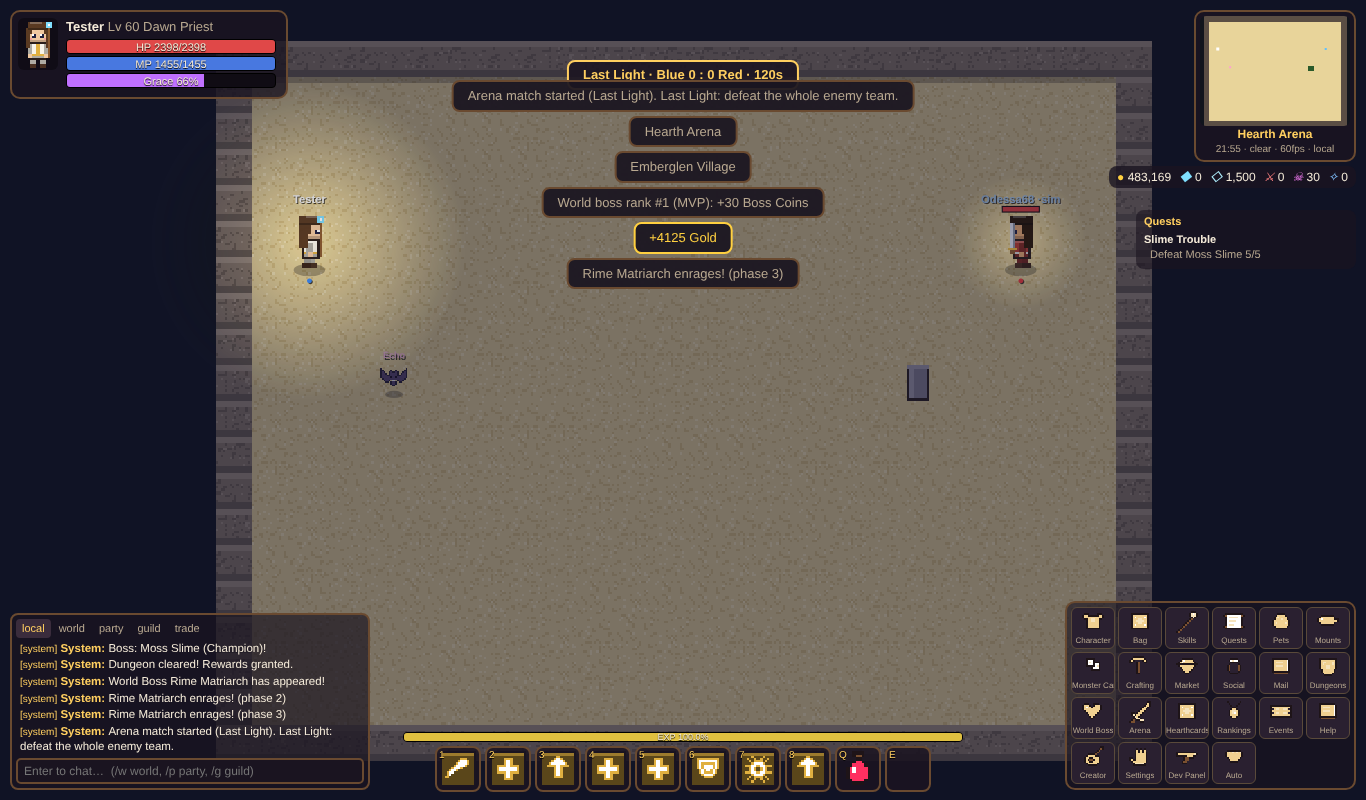 Tester Lv 60 Dawn Priest
HP 2398/2398
MP 1455/1455
Grace 66%
Last Light · Blue 0 : 0 Red · 120s
Arena match started (Last Light). Last Light: defeat the whole enemy team.
Hearth Arena
Emberglen Village
World boss rank #1 (MVP): +30 Boss Coins
+4125 Gold
Rime Matriarch enrages! (phase 3)
Hearth Arena
21:55 · clear · 60fps · local
483,169 0 1,500 0 30 0
Quests
Slime Trouble
Defeat Moss Slime 5/5
Tester
Odessa68 ·sim
Echo
local world party guild trade
[system] System: Boss: Moss Slime (Champion)!
[system] System: Dungeon cleared! Rewards granted.
[system] System: World Boss Rime Matriarch has appeared!
[system] System: Rime Matriarch enrages! (phase 2)
[system] System: Rime Matriarch enrages! (phase 3)
[system] System: Arena match started (Last Light). Last Light:
defeat the whole enemy team.
Enter to chat… (/w world, /p party, /g guild)
EXP 100.0%
1 2 3 4 5 6 7 8 Q E
Character Bag Skills Quests Pets Mounts
Monster Ca Crafting Market Social Mail Dungeons
World Boss Arena Hearthcards Rankings Events Help
Creator Settings Dev Panel Auto